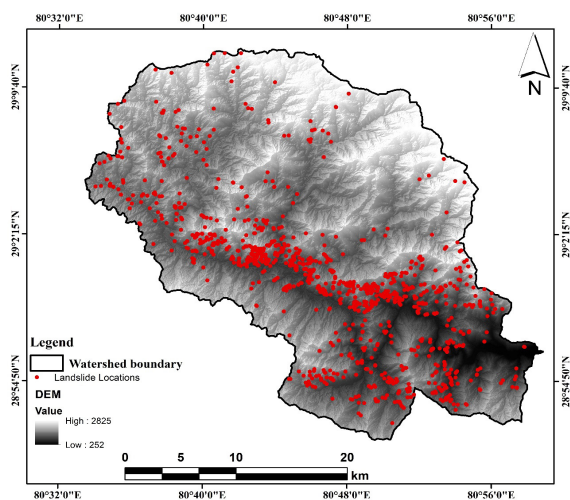 80°32'0"E 80°40'0"E 80°48'0"E 80°56'0"E
29°9'40"N 29°9'40"N
N
29°2'15"N 29°2'15"N
28°54'50"N 28°54'50"N
Legend
Watershed boundary
Landslide Locations
DEM
Value
High : 2825
Low : 252
0 5 10 20
km
80°32'0"E 80°40'0"E 80°48'0"E 80°56'0"E